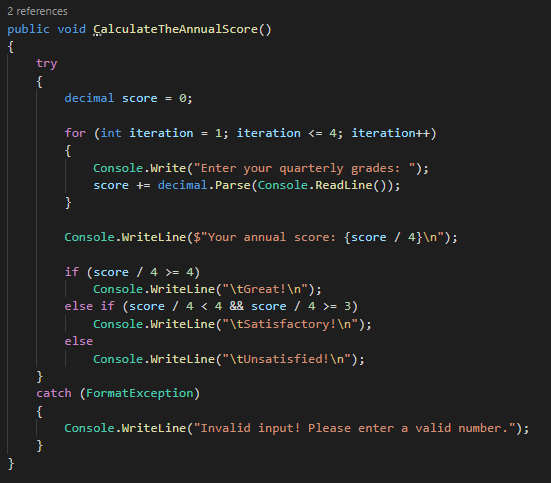 2 references
public void CalculateTheAnnualScore()
{
    try
    {
        decimal score = 0;

        for (int iteration = 1; iteration <= 4; iteration++)
        {
            Console.Write("Enter your quarterly grades: ");
            score += decimal.Parse(Console.ReadLine());
        }

        Console.WriteLine($"Your annual score: {score / 4}\n");

        if (score / 4 >= 4)
            Console.WriteLine("\tGreat!\n");
        else if (score / 4 < 4 && score / 4 >= 3)
            Console.WriteLine("\tSatisfactory!\n");
        else
            Console.WriteLine("\tUnsatisfied!\n");
    }
    catch (FormatException)
    {
        Console.WriteLine("Invalid input! Please enter a valid number.");
    }
}